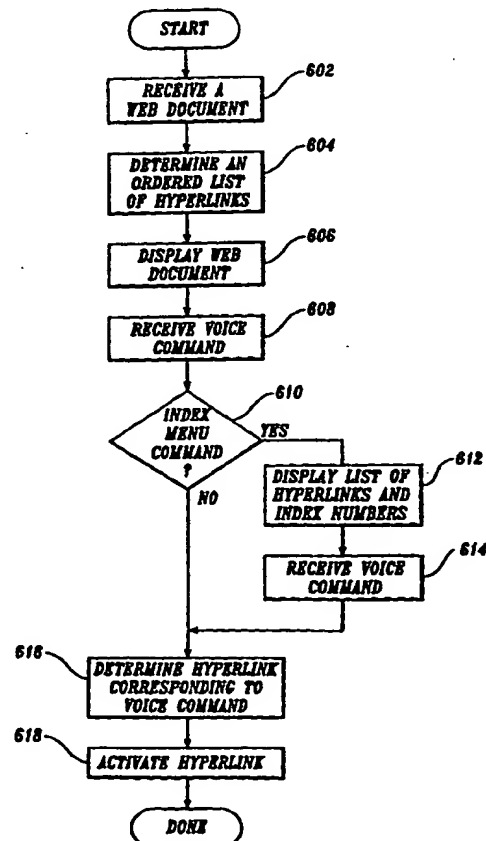 START
602
RECEIVE A
WEB DOCUMENT
604
DETERMINE AN
ORDERED LIST
OF HYPERLINKS
606
DISPLAY WEB
DOCUMENT
608
RECEIVE VOICE
COMMAND
610
INDEX
MENU
COMMAND
?
YES
NO
612
DISPLAY LIST OF
HYPERLINKS AND
INDEX NUMBERS
614
RECEIVE VOICE
COMMAND
616
DETERMINE HYPERLINK
CORRESPONDING TO
VOICE COMMAND
618
ACTIVATE HYPERLINK
DONE